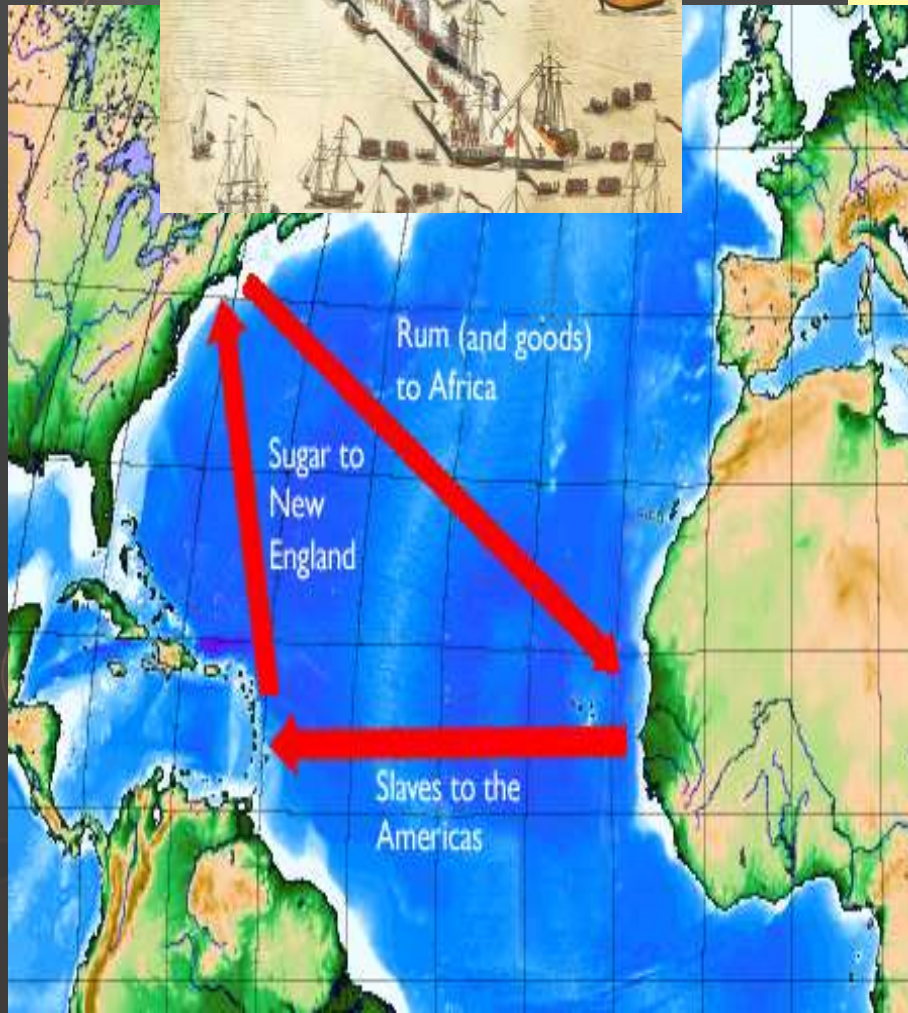 Rum (and goods)
to Africa
Sugar to
New
England
Slaves to the
Americas